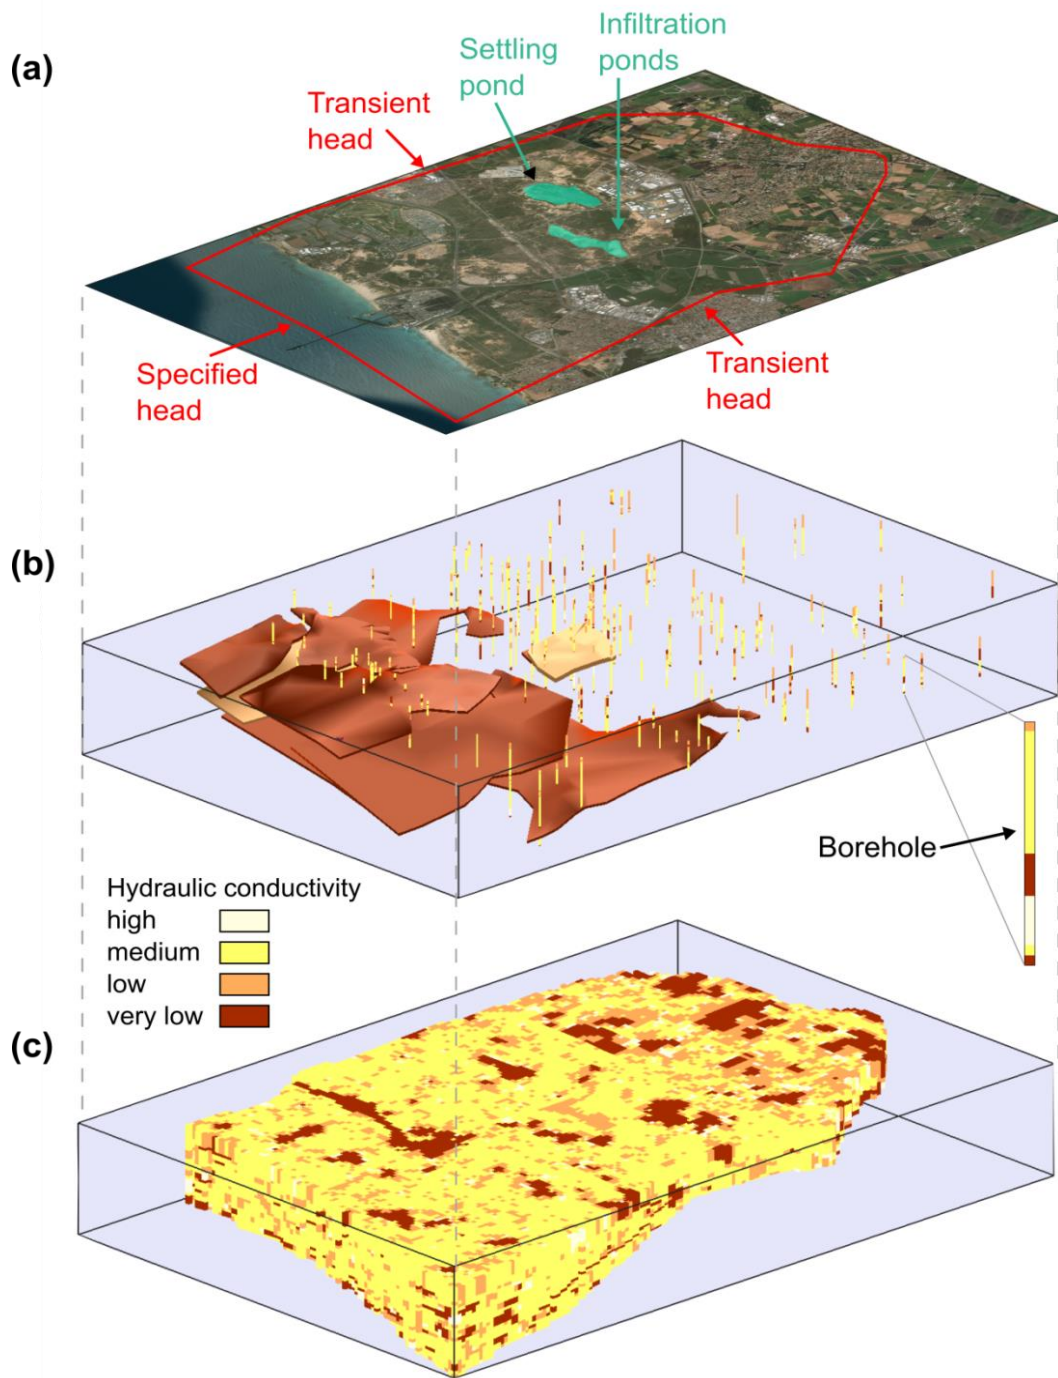 (a)
Settling
pond
Infiltration
ponds
Transient
head
Specified
head
Transient
head
(b)
Borehole
Hydraulic conductivity
high
medium
low
very low
(c)